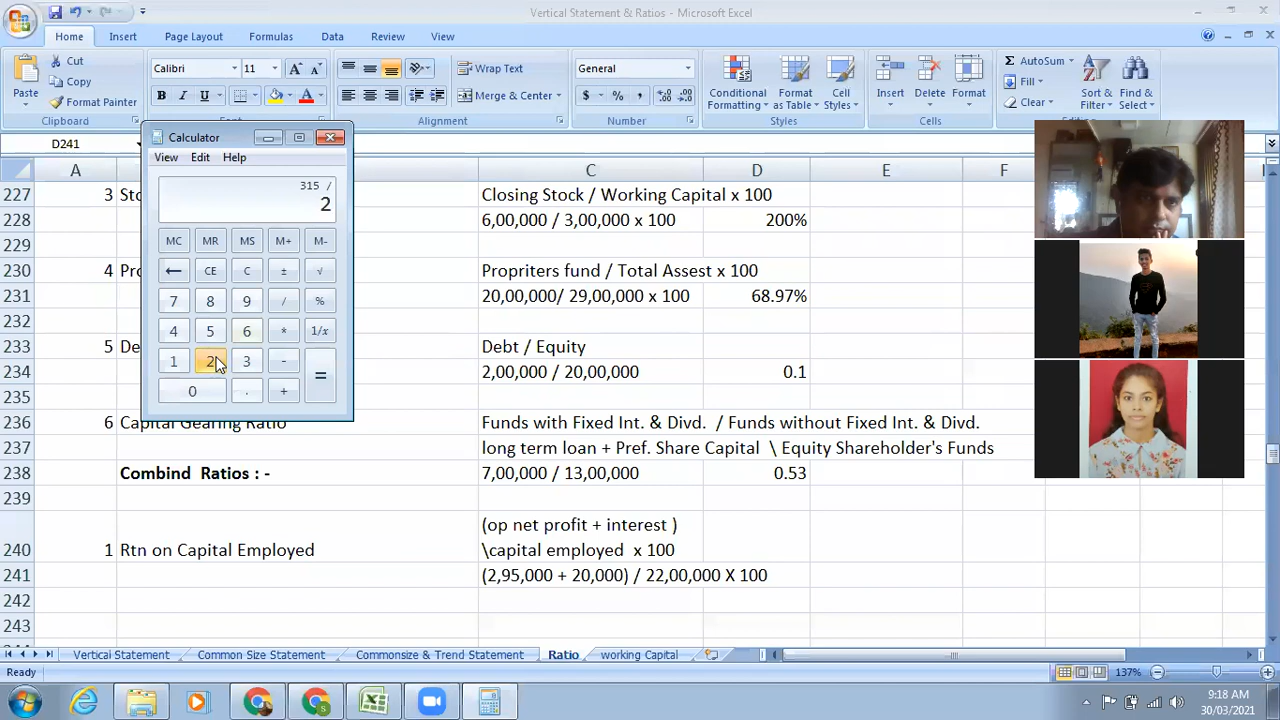 Vertical Statement & Ratios - Microsoft Excel
Home Insert Page Layout Formulas Data Review View
Paste Cut Copy Format Painter
Calibri 11 A A Wrap Text General
B I U A Merge & Center $ % ,
Conditional Formatting Format as Table Cell Styles Insert Delete Format
Σ AutoSum Fill Clear Sort & Filter Find & Select
Clipboard Font Alignment Number Styles Cells Editing
D241
Calculator
View Edit Help
315 /
2
MC MR MS M+ M-
← CE C ± √
7 8 9 / %
4 5 6 * 1/x
1 2 3 - =
0 . +
A C D E F
227 3 Sto Closing Stock / Working Capital x 100
228 6,00,000 / 3,00,000 x 100 200%
229
230 4 Pro Propriters fund / Total Assest x 100
231 20,00,000/ 29,00,000 x 100 68.97%
232
233 5 De Debt / Equity
234 2,00,000 / 20,00,000 0.1
235
236 6 Capital Gearing Ratio Funds with Fixed Int. & Divd. / Funds without Fixed Int. & Divd.
237 long term loan + Pref. Share Capital \ Equity Shareholder's Funds
238 Combind Ratios : - 7,00,000 / 13,00,000 0.53
239
(op net profit + interest )
240 1 Rtn on Capital Employed \capital employed x 100
241 (2,95,000 + 20,000) / 22,00,000 X 100
242
243
Vertical Statement Common Size Statement Commonsize & Trend Statement Ratio working Capital
Ready 137%
9:18 AM
30/03/2021